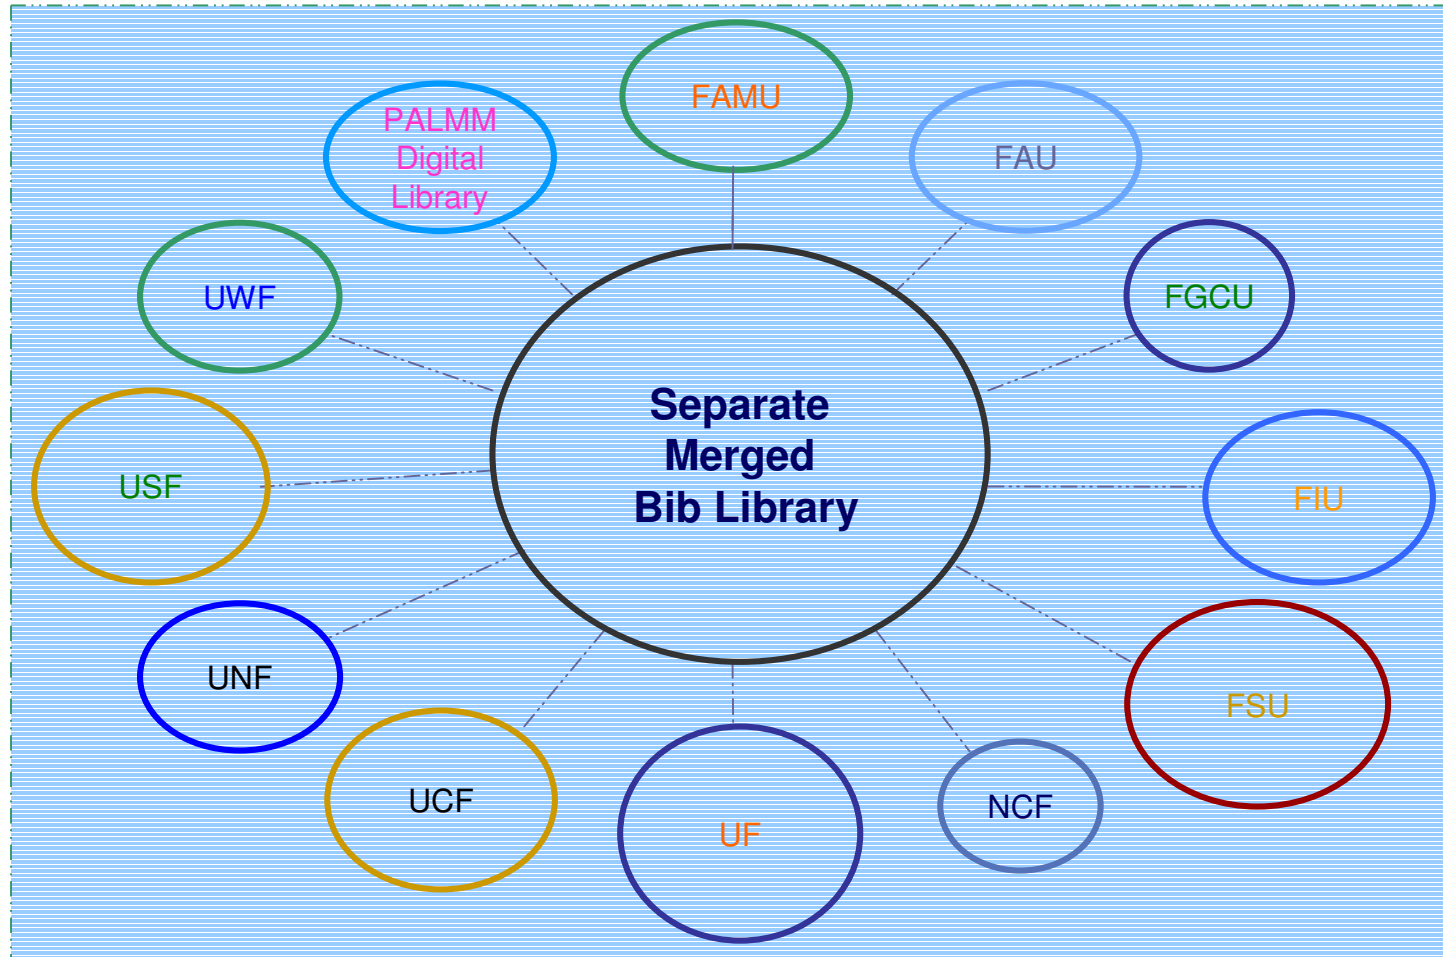 FAMU
PALMM
Digital
Library
FAU
UWF
FGCU
Separate
Merged
Bib Library
USF
FIU
UNF
FSU
UCF
NCF
UF